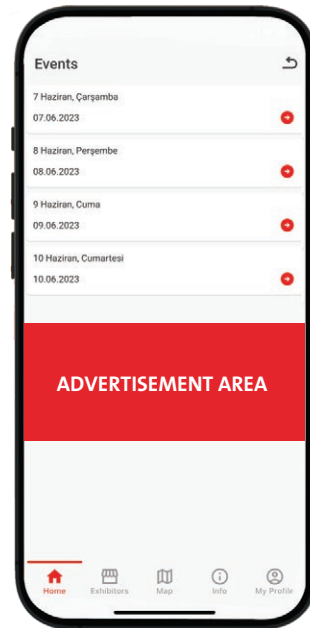 Events
7 Haziran, Çarşamba
07.06.2023
8 Haziran, Perşembe
08.06.2023
9 Haziran, Cuma
09.06.2023
10 Haziran, Cumartesi
10.06.2023
ADVERTISEMENT AREA
Home Exhibitors Map Info My Profile